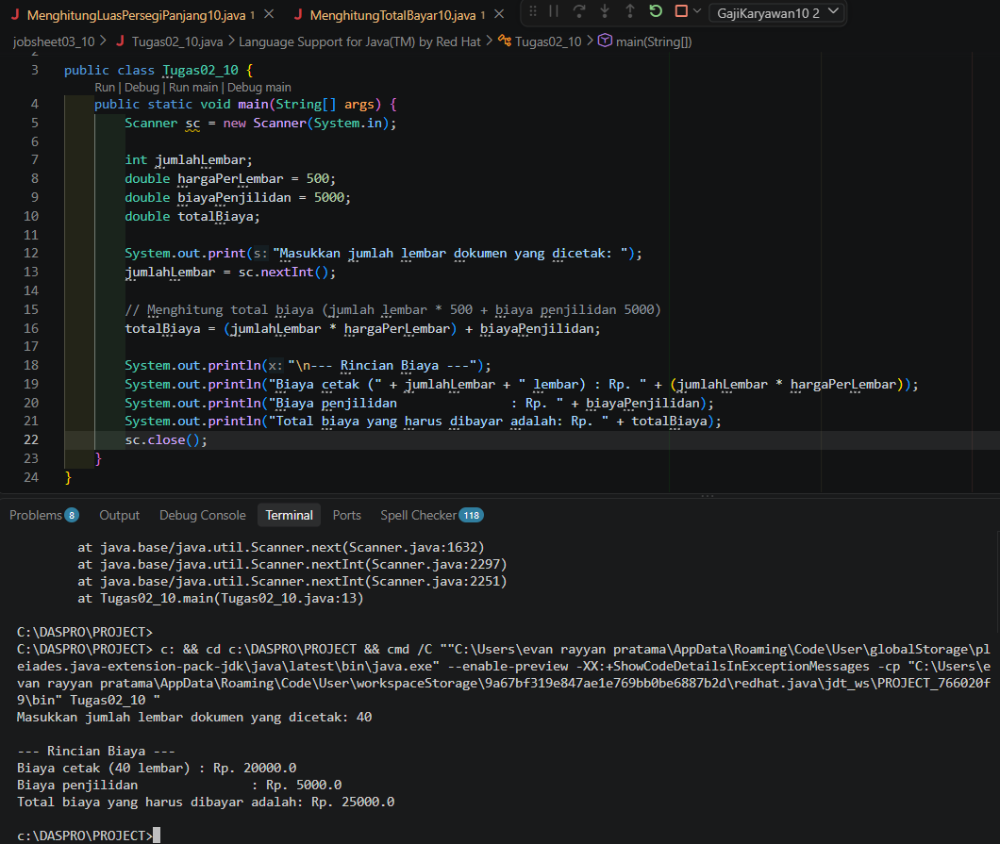 MenghitungLuasPersegiPanjang10.java 1
MenghitungTotalBayar10.java 1
GajiKaryawan10 2
jobsheet03_10 > Tugas02_10.java > Language Support for Java(TM) by Red Hat > Tugas02_10 > main(String[])
3 public class Tugas02_10 {
Run | Debug | Run main | Debug main
4 public static void main(String[] args) {
5 Scanner sc = new Scanner(System.in);
6
7 int jumlahLembar;
8 double hargaPerLembar = 500;
9 double biayaPenjilidan = 5000;
10 double totalBiaya;
11
12 System.out.print(s: "Masukkan jumlah lembar dokumen yang dicetak: ");
13 jumlahLembar = sc.nextInt();
14
15 // Menghitung total biaya (jumlah lembar * 500 + biaya penjilidan 5000)
16 totalBiaya = (jumlahLembar * hargaPerLembar) + biayaPenjilidan;
17
18 System.out.println(x: "\n--- Rincian Biaya ---");
19 System.out.println("Biaya cetak (" + jumlahLembar + " lembar) : Rp. " + (jumlahLembar * hargaPerLembar));
20 System.out.println("Biaya penjilidan               : Rp. " + biayaPenjilidan);
21 System.out.println("Total biaya yang harus dibayar adalah: Rp. " + totalBiaya);
22 sc.close();
23 }
24 }
Problems 8 Output Debug Console Terminal Ports Spell Checker 118
at java.base/java.util.Scanner.next(Scanner.java:1632)
at java.base/java.util.Scanner.nextInt(Scanner.java:2297)
at java.base/java.util.Scanner.nextInt(Scanner.java:2251)
at Tugas02_10.main(Tugas02_10.java:13)
C:\DASPRO\PROJECT>
C:\DASPRO\PROJECT> c: && cd c:\DASPRO\PROJECT && cmd /C ""C:\Users\evan rayyan pratama\AppData\Roaming\Code\User\globalStorage\pl
eiades.java-extension-pack-jdk\java\latest\bin\java.exe" --enable-preview -XX:+ShowCodeDetailsInExceptionMessages -cp "C:\Users\e
van rayyan pratama\AppData\Roaming\Code\User\workspaceStorage\9a67bf319e847ae1e769bb0be6887b2d\redhat.java\jdt_ws\PROJECT_766020f
9\bin" Tugas02_10 "
Masukkan jumlah lembar dokumen yang dicetak: 40
--- Rincian Biaya ---
Biaya cetak (40 lembar) : Rp. 20000.0
Biaya penjilidan               : Rp. 5000.0
Total biaya yang harus dibayar adalah: Rp. 25000.0
c:\DASPRO\PROJECT>